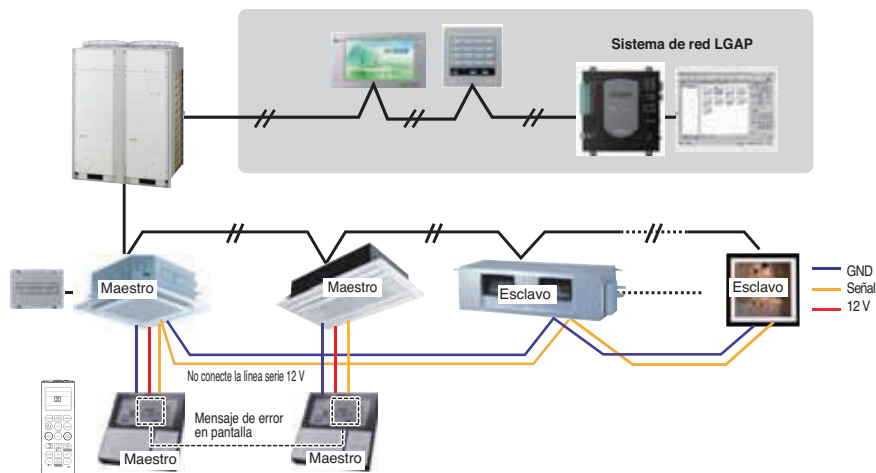 Sistema de red LGAP
Maestro
Maestro
Esclavo
Esclavo
GND
Señal
12 V
No conecte la línea serie 12 V
Mensaje de error
en pantalla
Maestro
Maestro